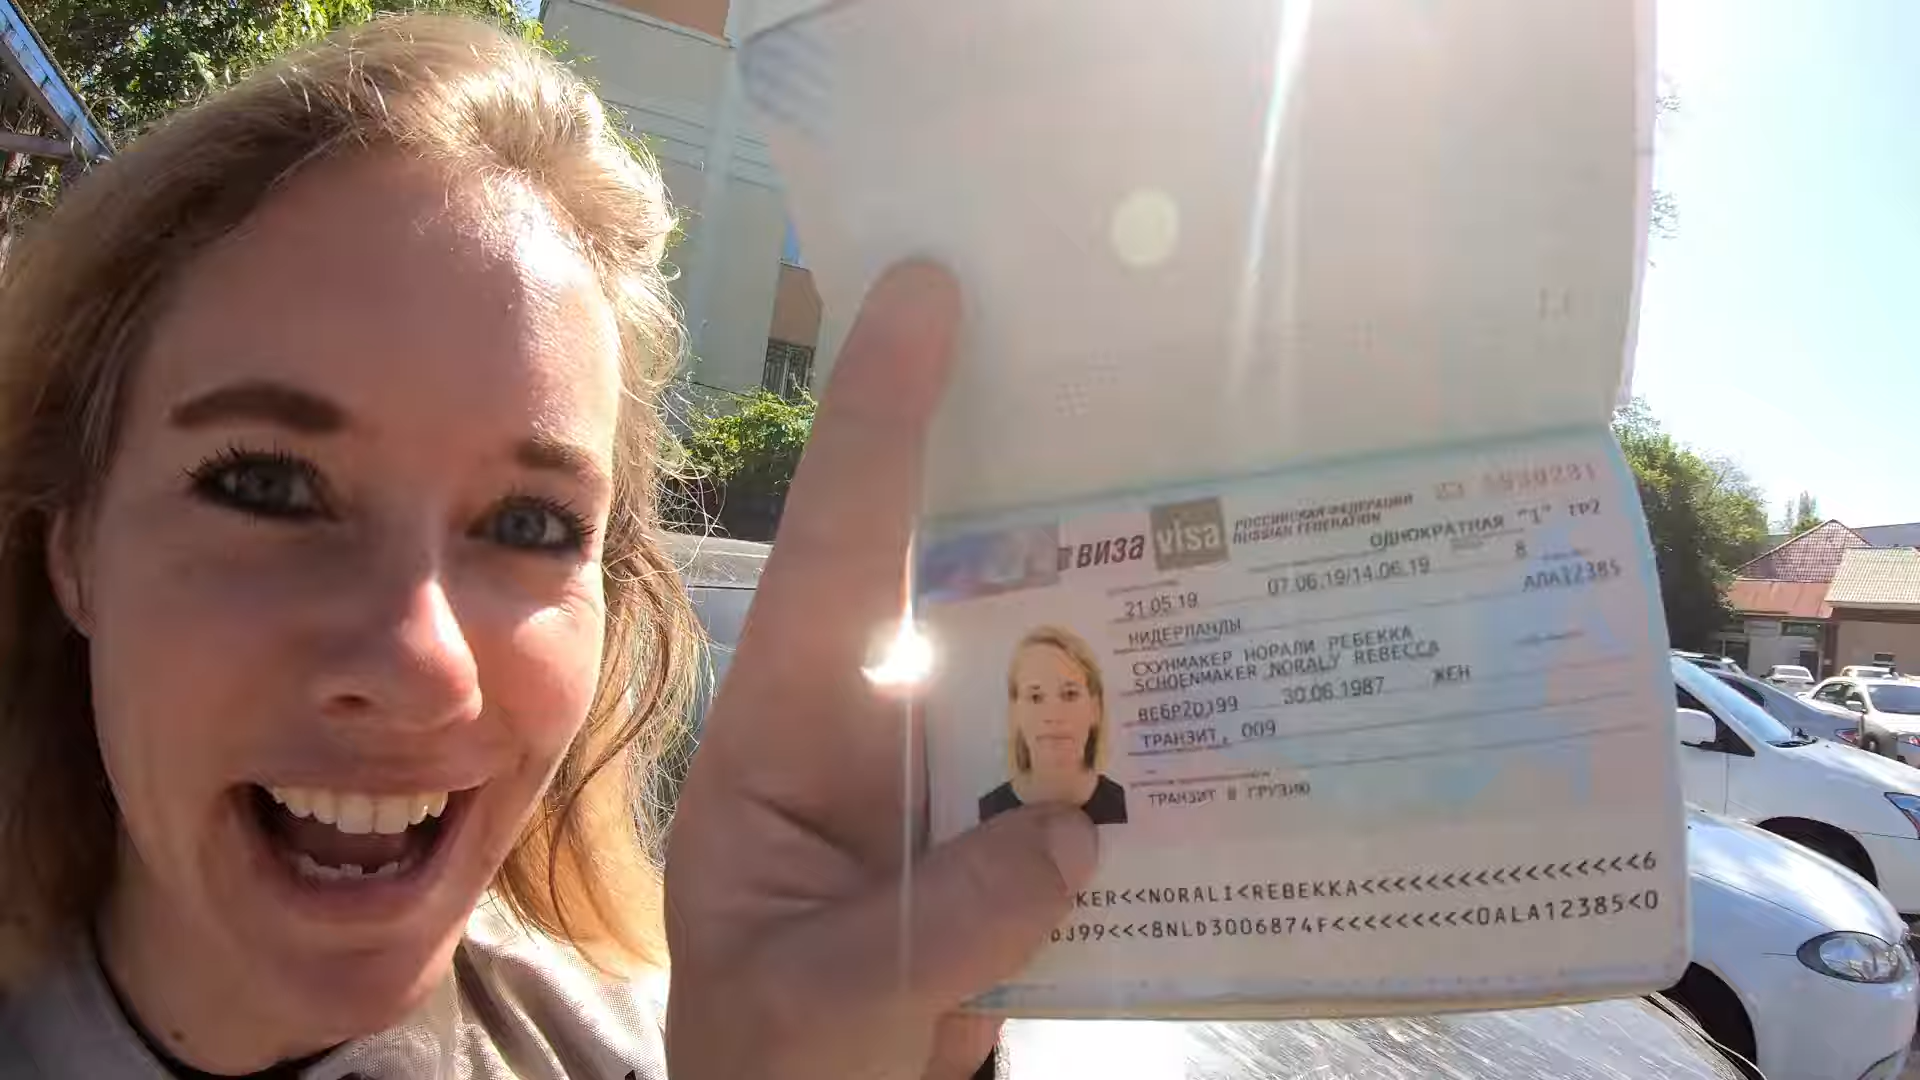 ВИЗА visa РОССИЙСКАЯ ФЕДЕРАЦИЯ
RUSSIAN FEDERATION
ОДНОКРАТНАЯ "1" ТР2
21.05.19 07.06.19/14.06.19 8
НИДЕРЛАНДЫ АЛА12385
СХУНМАКЕР НОРАЛИ РЕБЕККА
SCHOENMAKER NORALY REBECCA
30.06.1987 ЖЕН
ТРАНЗИТ, 009
ТРАНЗИТ В ГРУЗИЮ
KER<<NORALI<REBEKKA<<<<<<<<<<<<<<<<<6
J99<<<8NLD3006874F<<<<<<<<<0ALA12385<0